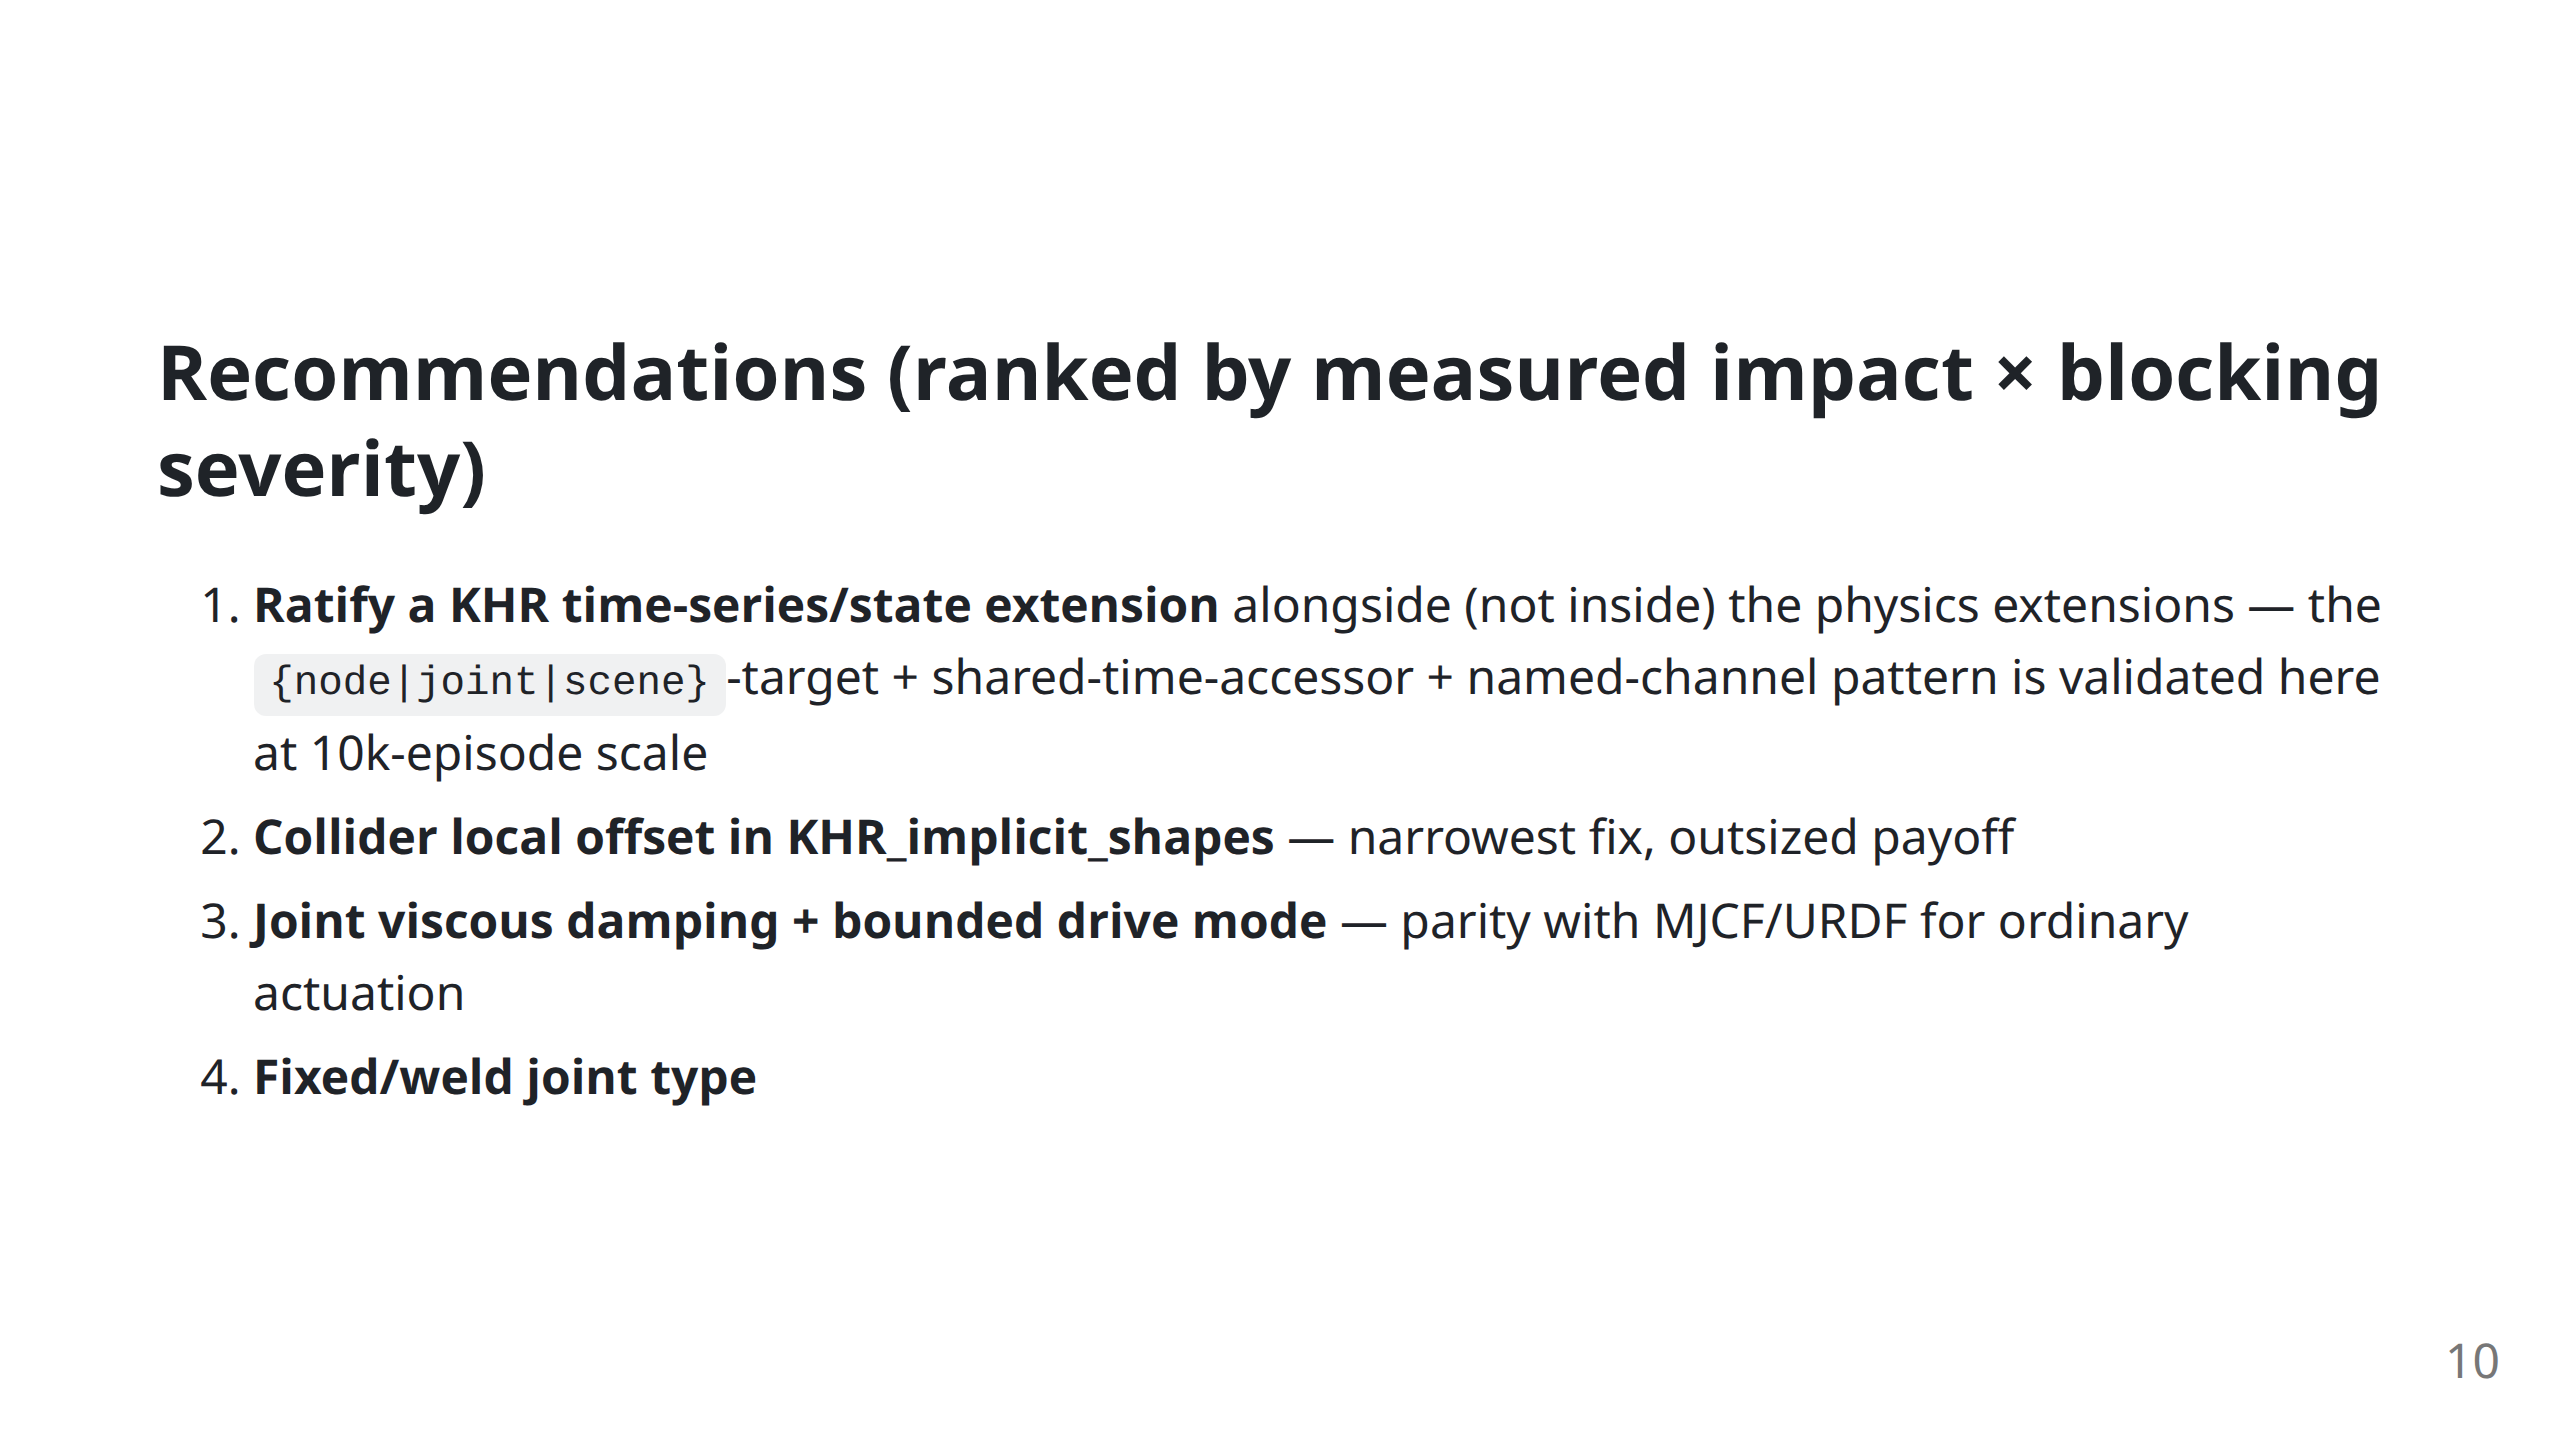 Recommendations (ranked by measured impact × blocking
severity)
1. Ratify a KHR time-series/state extension alongside (not inside) the physics extensions — the
{node|joint|scene}-target + shared-time-accessor + named-channel pattern is validated here
at 10k-episode scale
2. Collider local offset in KHR_implicit_shapes — narrowest fix, outsized payoff
3. Joint viscous damping + bounded drive mode — parity with MJCF/URDF for ordinary
actuation
4. Fixed/weld joint type
10